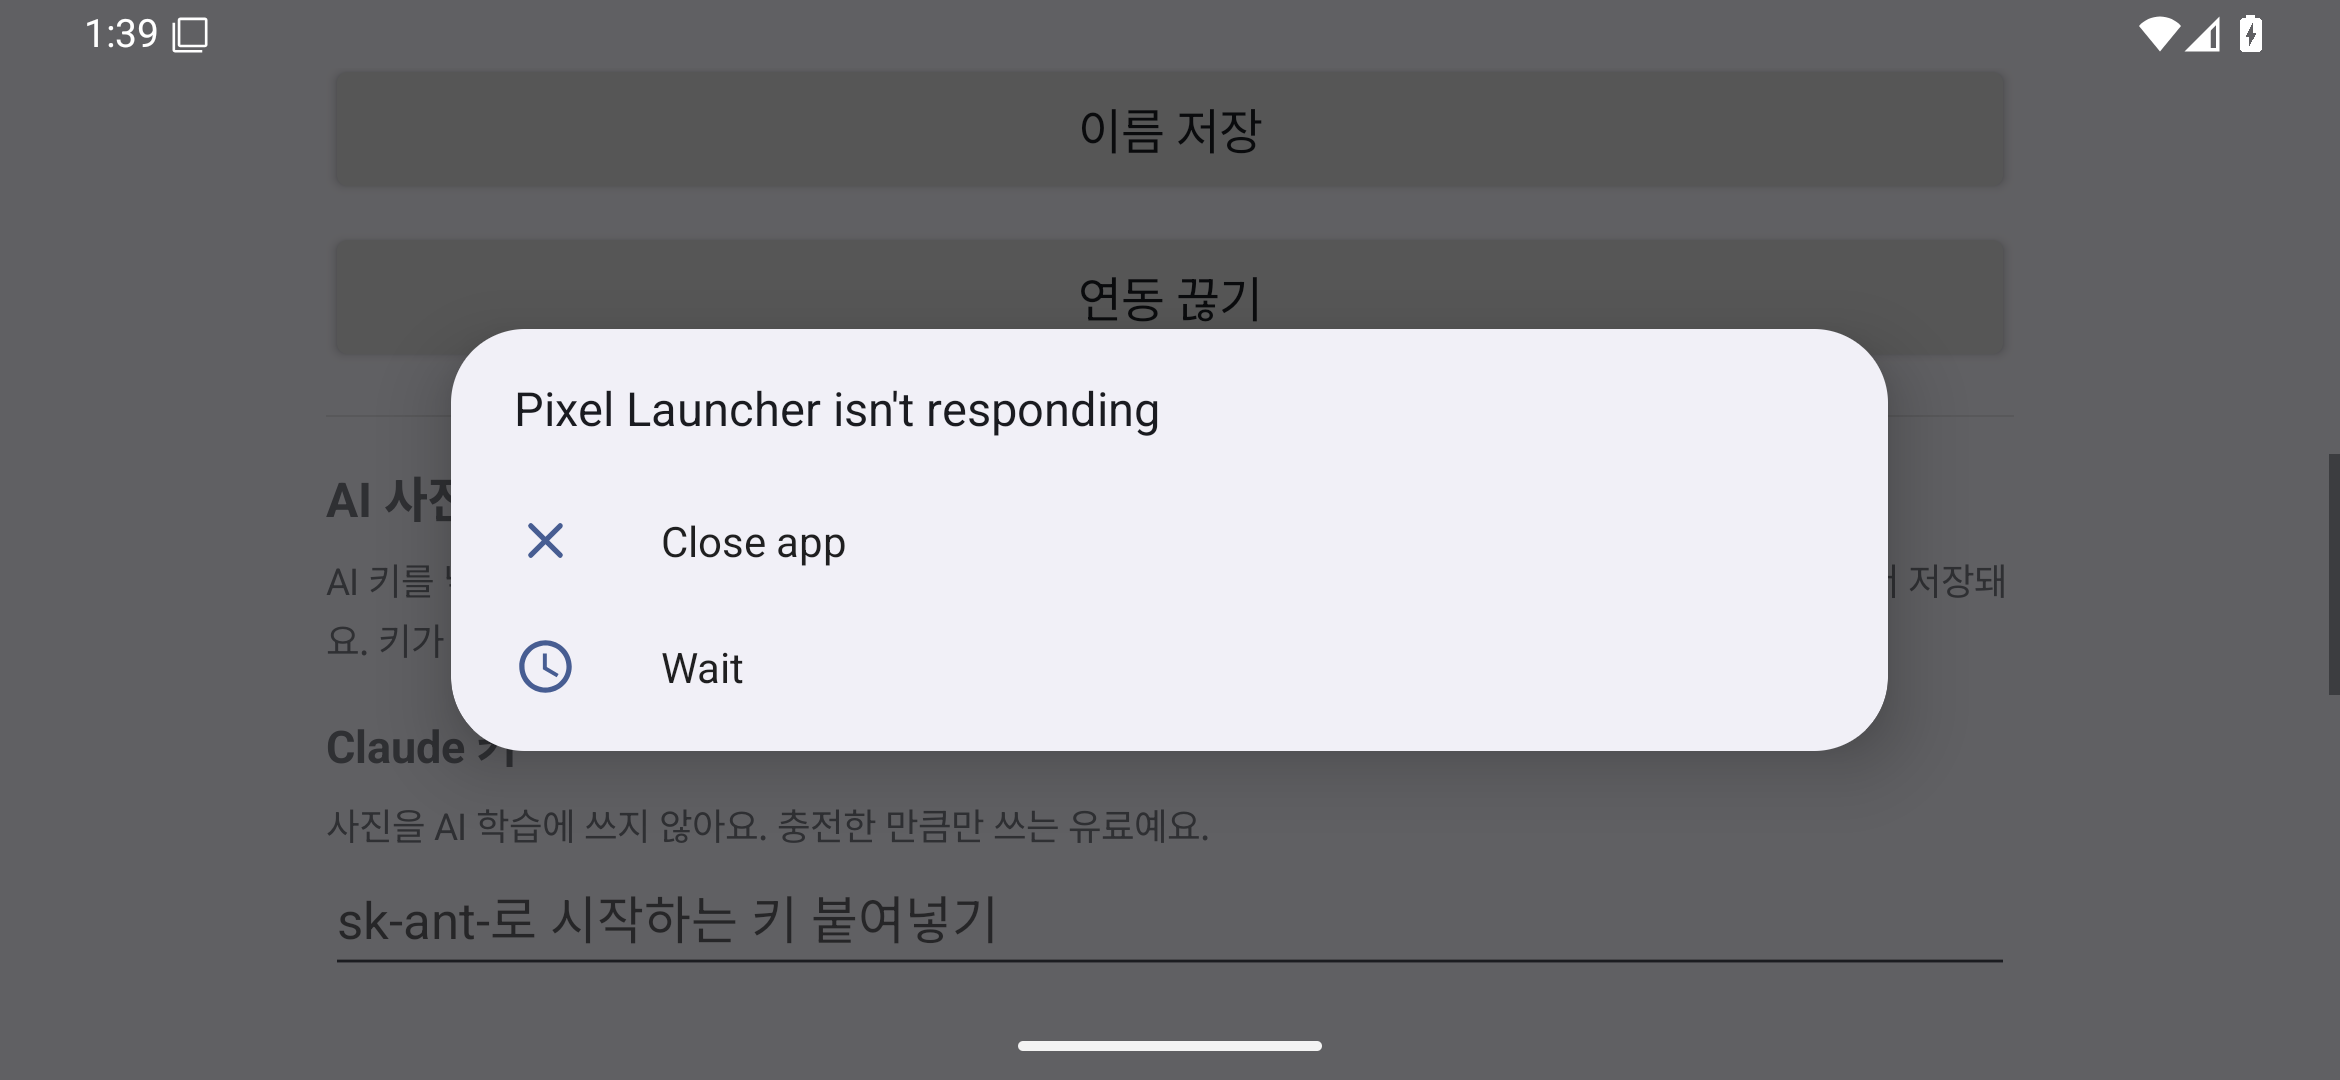 1:39
이름 저장
연동 끊기
Pixel Launcher isn't responding
AI
Close app
AI 키를 저장돼
요. 키가
Wait
Claude 키
사진을 AI 학습에 쓰지 않아요. 충전한 만큼만 쓰는 유료예요.
sk-ant-로 시작하는 키 붙여넣기